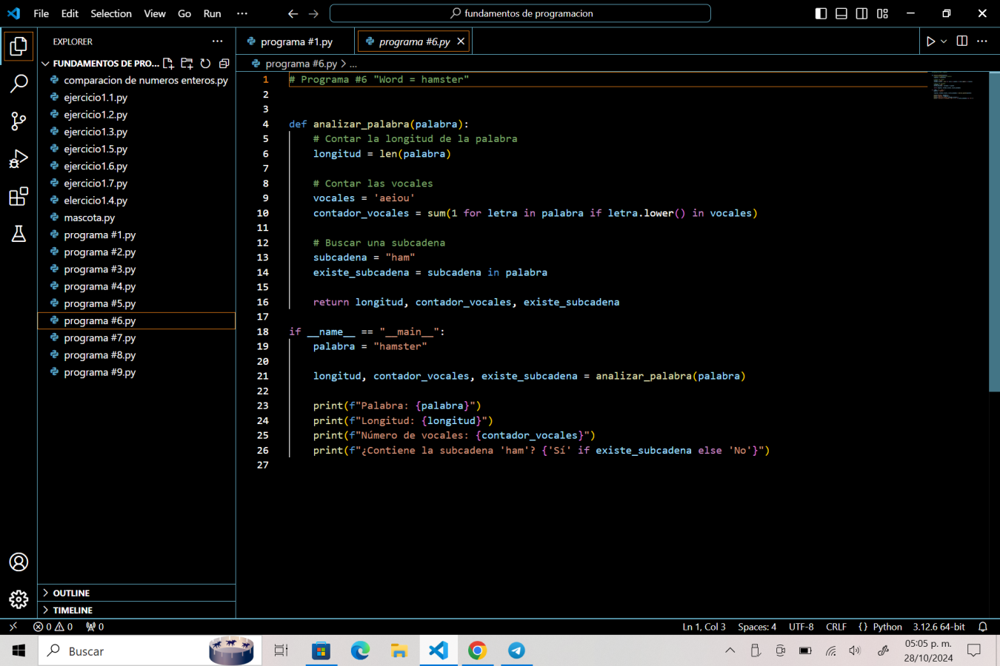 File Edit Selection View Go Run ···
fundamentos de programacion
EXPLORER ···
FUNDAMENTOS DE PRO...
comparacion de numeros enteros.py
ejercicio1.1.py
ejercicio1.2.py
ejercicio1.3.py
ejercicio1.5.py
ejercicio1.6.py
ejercicio1.7.py
elercicio1.4.py
mascota.py
programa #1.py
programa #2.py
programa #3.py
programa #4.py
programa #5.py
programa #6.py
programa #7.py
programa #8.py
programa #9.py
OUTLINE
TIMELINE
programa #1.py programa #6.py
programa #6.py > ...
1 # Programa #6 "Word = hamster"
2
3
4 def analizar_palabra(palabra):
5     # Contar la longitud de la palabra
6     longitud = len(palabra)
7
8     # Contar las vocales
9     vocales = 'aeiou'
10     contador_vocales = sum(1 for letra in palabra if letra.lower() in vocales)
11
12     # Buscar una subcadena
13     subcadena = "ham"
14     existe_subcadena = subcadena in palabra
15
16     return longitud, contador_vocales, existe_subcadena
17
18 if __name__ == "__main__":
19     palabra = "hamster"
20
21     longitud, contador_vocales, existe_subcadena = analizar_palabra(palabra)
22
23     print(f"Palabra: {palabra}")
24     print(f"Longitud: {longitud}")
25     print(f"Número de vocales: {contador_vocales}")
26     print(f"¿Contiene la subcadena 'ham'? {'Sí' if existe_subcadena else 'No'}")
27
0 0 0 Ln 1, Col 3 Spaces: 4 UTF-8 CRLF {} Python 3.12.6 64-bit
Buscar
05:05 p. m.
28/10/2024